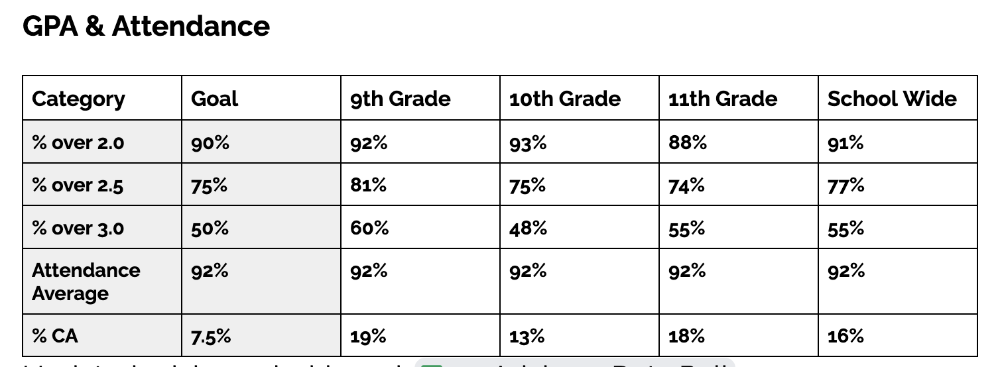 GPA & Attendance
Category Goal 9th Grade 10th Grade 11th Grade School Wide
% over 2.0 90% 92% 93% 88% 91%
% over 2.5 75% 81% 75% 74% 77%
% over 3.0 50% 60% 48% 55% 55%
Attendance Average 92% 92% 92% 92% 92%
% CA 7.5% 19% 13% 18% 16%